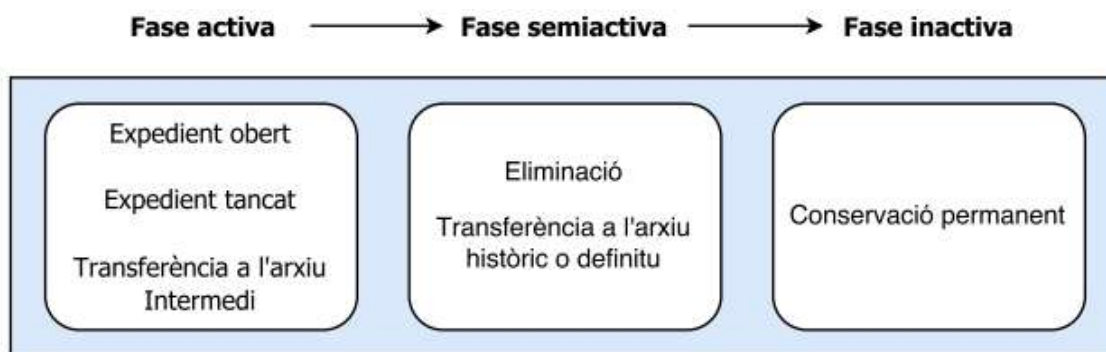 Fase activa
Fase semiactiva
Fase inactiva
Expedient obert
Expedient tancat
Transferència a l'arxiu
Intermedi
Eliminació
Transferència a l'arxiu
històric o definitu
Conservació permanent